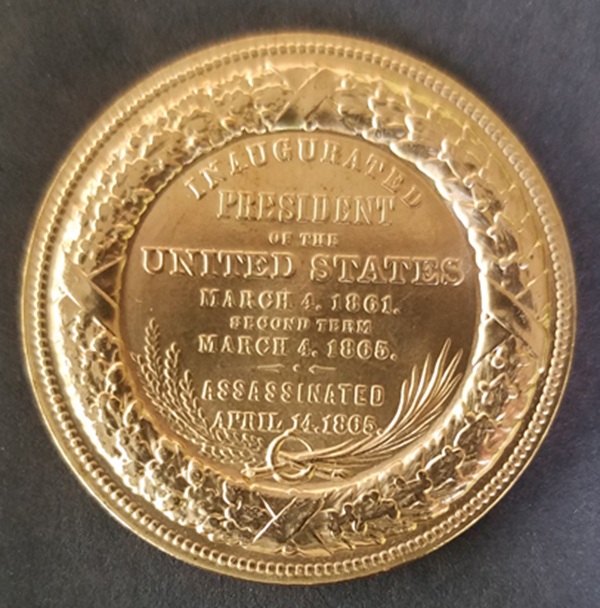 INAUGURATED
PRESIDENT
OF THE
UNITED STATES
MARCH 4. 1861.
SECOND TERM
MARCH 4. 1865.
ASSASSINATED
APRIL 14.1865.